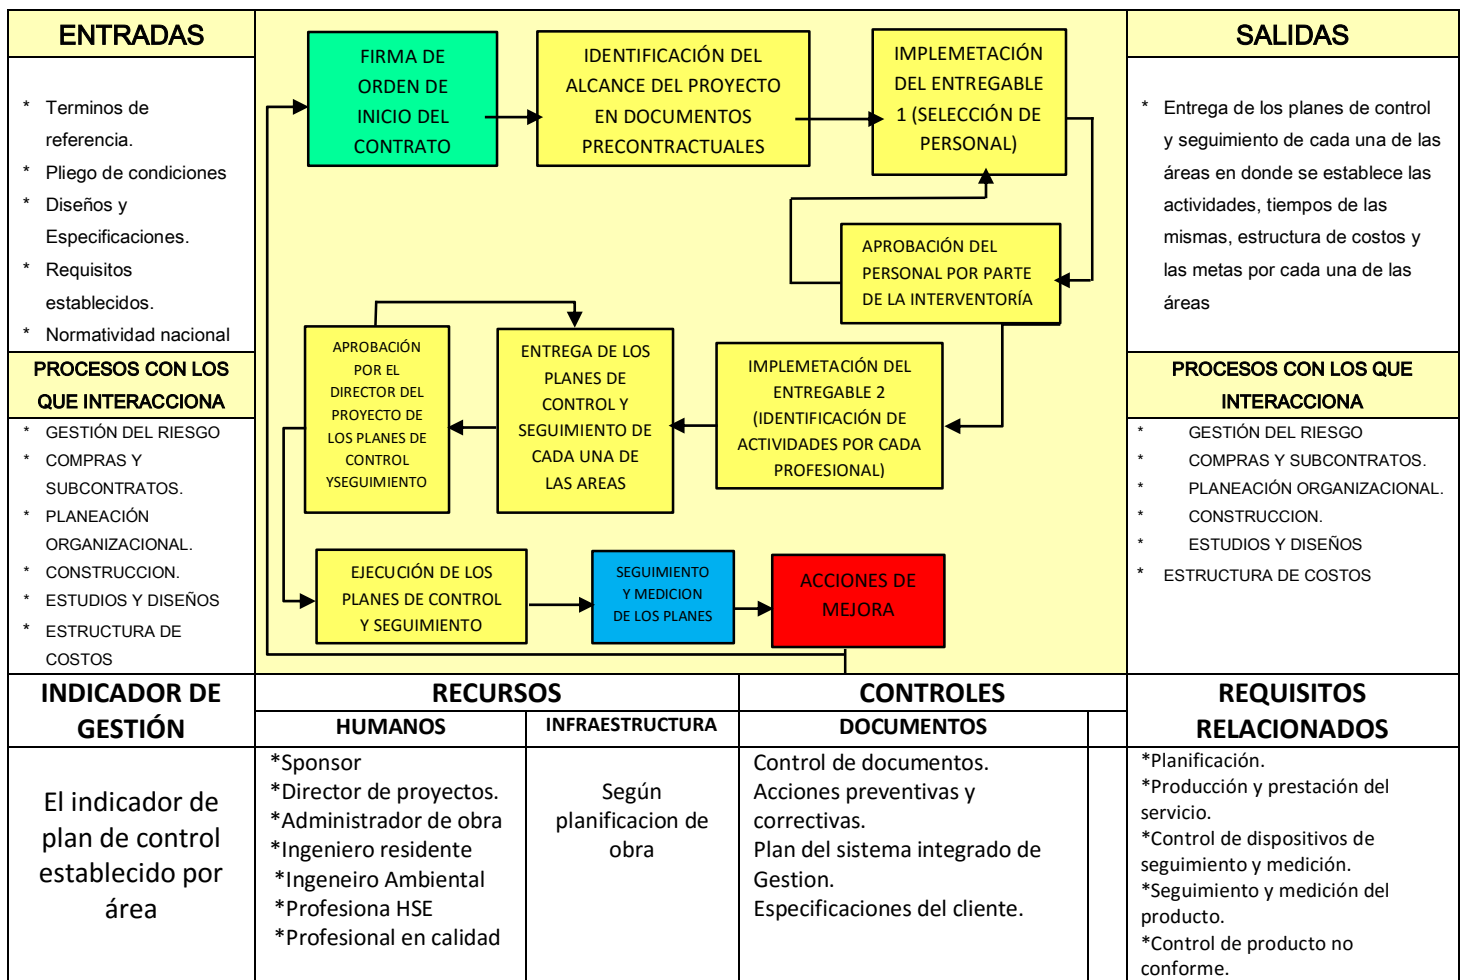 ENTRADAS
* Terminos de
referencia.
* Pliego de condiciones
* Diseños y
Especificaciones.
* Requisitos
establecidos.
* Normatividad nacional
PROCESOS CON LOS
QUE INTERACCIONA
* GESTIÓN DEL RIESGO
* COMPRAS Y
SUBCONTRATOS.
* PLANEACIÓN
ORGANIZACIONAL.
* CONSTRUCCION.
* ESTUDIOS Y DISEÑOS
* ESTRUCTURA DE
COSTOS
FIRMA DE
ORDEN DE
INICIO DEL
CONTRATO
IDENTIFICACIÓN DEL
ALCANCE DEL PROYECTO
EN DOCUMENTOS
PRECONTRACTUALES
IMPLEMETACIÓN
DEL ENTREGABLE
1 (SELECCIÓN DE
PERSONAL)
APROBACIÓN DEL
PERSONAL POR PARTE
DE LA INTERVENTORÍA
IMPLEMETACIÓN DEL
ENTREGABLE 2
(IDENTIFICACIÓN DE
ACTIVIDADES POR CADA
PROFESIONAL)
ENTREGA DE LOS
PLANES DE
CONTROL Y
SEGUIMIENTO DE
CADA UNA DE
LAS AREAS
APROBACIÓN
POR EL
DIRECTOR DEL
PROYECTO DE
LOS PLANES DE
CONTROL
YSEGUIMIENTO
EJECUCIÓN DE LOS
PLANES DE CONTROL
Y SEGUIMIENTO
SEGUIMIENTO
Y MEDICION
DE LOS PLANES
ACCIONES DE
MEJORA
SALIDAS
* Entrega de los planes de control
y seguimiento de cada una de las
áreas en donde se establece las
actividades, tiempos de las
mismas, estructura de costos y
las metas por cada una de las
áreas
PROCESOS CON LOS QUE
INTERACCIONA
* GESTIÓN DEL RIESGO
* COMPRAS Y SUBCONTRATOS.
* PLANEACIÓN ORGANIZACIONAL.
* CONSTRUCCION.
* ESTUDIOS Y DISEÑOS
* ESTRUCTURA DE COSTOS
INDICADOR DE
GESTIÓN
El indicador de
plan de control
establecido por
área
RECURSOS
HUMANOS
*Sponsor
*Director de proyectos.
*Administrador de obra
*Ingeniero residente
*Ingeneiro Ambiental
*Profesiona HSE
*Profesional en calidad
INFRAESTRUCTURA
Según
planificacion de
obra
CONTROLES
DOCUMENTOS
Control de documentos.
Acciones preventivas y
correctivas.
Plan del sistema integrado de
Gestion.
Especificaciones del cliente.
REQUISITOS
RELACIONADOS
*Planificación.
*Producción y prestación del
servicio.
*Control de dispositivos de
seguimiento y medición.
*Seguimiento y medición del
producto.
*Control de producto no
conforme.